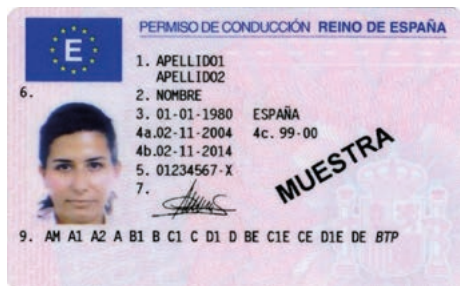 PERMISO DE CONDUCCIÓN REINO DE ESPAÑA
E
1. APELLIDO1
APELLIDO2
6.
2. NOMBRE
3. 01-01-1980 ESPAÑA
4a.02-11-2004 4c. 99-00
4b.02-11-2014
5. 01234567-X
7.
MUESTRA
9. AM A1 A2 A B1 B C1 C D1 D BE C1E CE D1E DE BTP